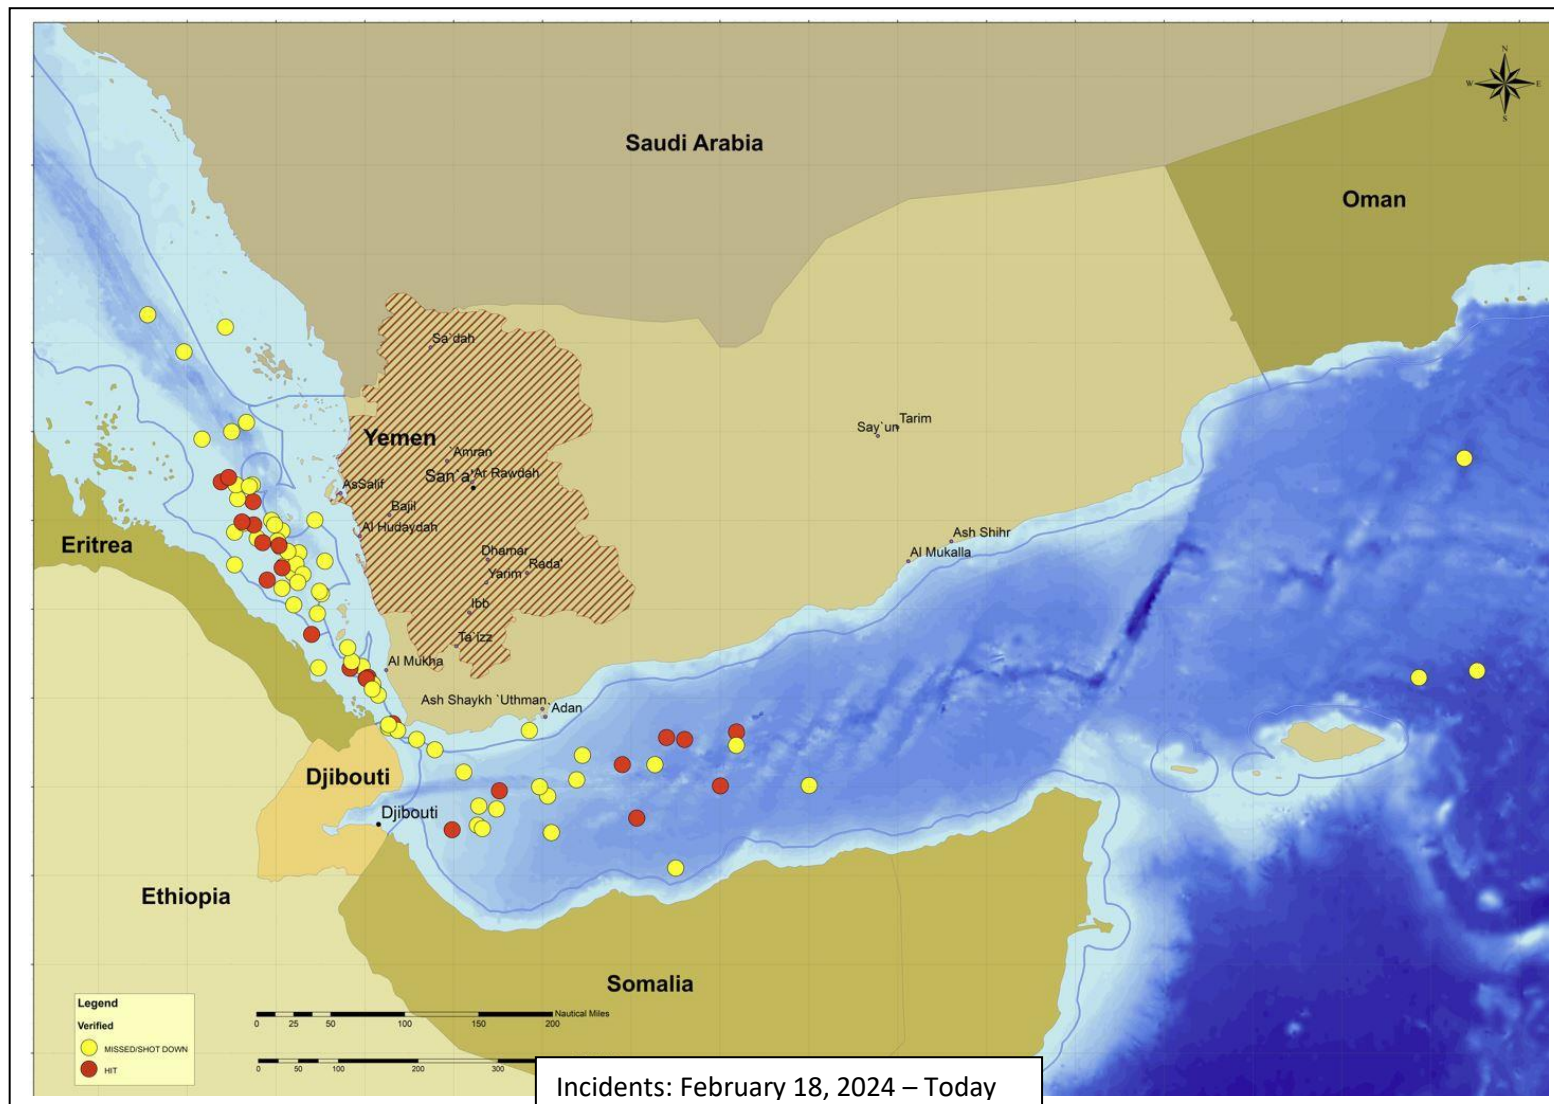 N
W
E
S
Saudi Arabia
Oman
Sa`dah
Tarim
Say`un
Yemen
`Amran
San`a'
Ar Rawdah
AsSalif
Bajil
Al Hudaydah
Ash Shihr
Eritrea
Dhamar
Al Mukalla
Rada'
Yarim
Ibb
Ta`izz
Al Mukha
Ash Shaykh `Uthman
`Adan
Djibouti
Djibouti
Ethiopia
Somalia
Legend
Verified
MISSED/SHOT DOWN
HIT
Nautical Miles
0 25 50 100 150 200
0 50 100 200 300
Incidents: February 18, 2024 – Today